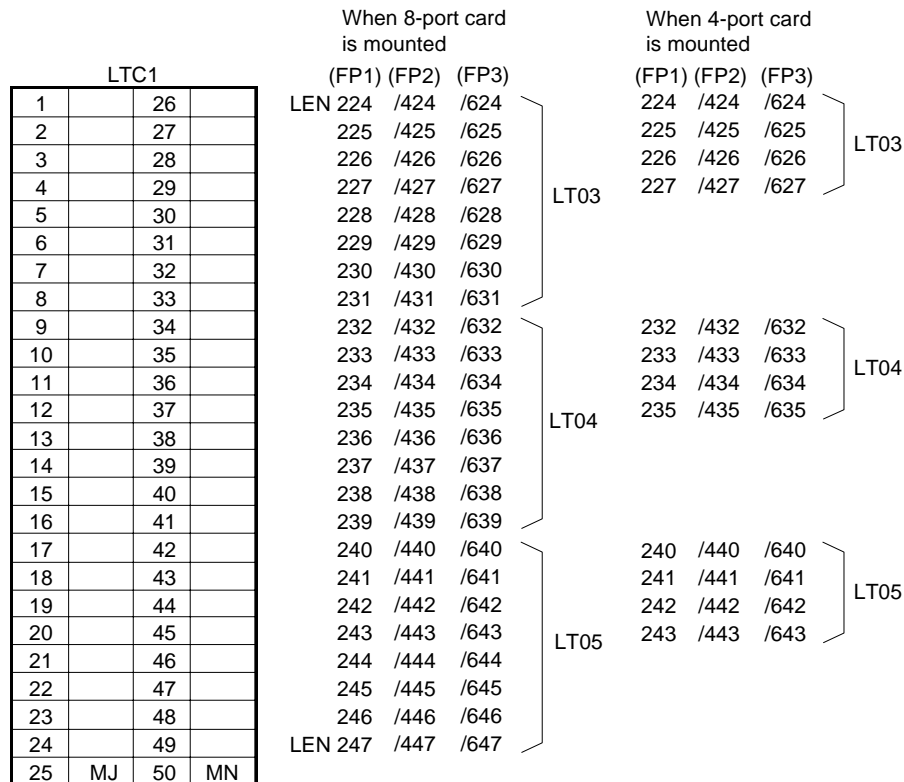 When 8-port card is mounted
When 4-port card is mounted
LTC1 (FP1) (FP2) (FP3) (FP1) (FP2) (FP3)
1 26 LEN 224 /424 /624 224 /424 /624
2 27 225 /425 /625 225 /425 /625
LT03
3 28 226 /426 /626 226 /426 /626
4 29 227 /427 /627 227 /427 /627
LT03
5 30 228 /428 /628
6 31 229 /429 /629
7 32 230 /430 /630
8 33 231 /431 /631
9 34 232 /432 /632 232 /432 /632
10 35 233 /433 /633 233 /433 /633
LT04
11 36 234 /434 /634 234 /434 /634
12 37 235 /435 /635 235 /435 /635
LT04
13 38 236 /436 /636
14 39 237 /437 /637
15 40 238 /438 /638
16 41 239 /439 /639
17 42 240 /440 /640 240 /440 /640
18 43 241 /441 /641 241 /441 /641
LT05
19 44 242 /442 /642 242 /442 /642
20 45 243 /443 /643 243 /443 /643
LT05
21 46 244 /444 /644
22 47 245 /445 /645
23 48 246 /446 /646
24 49 LEN 247 /447 /647
25 MJ 50 MN